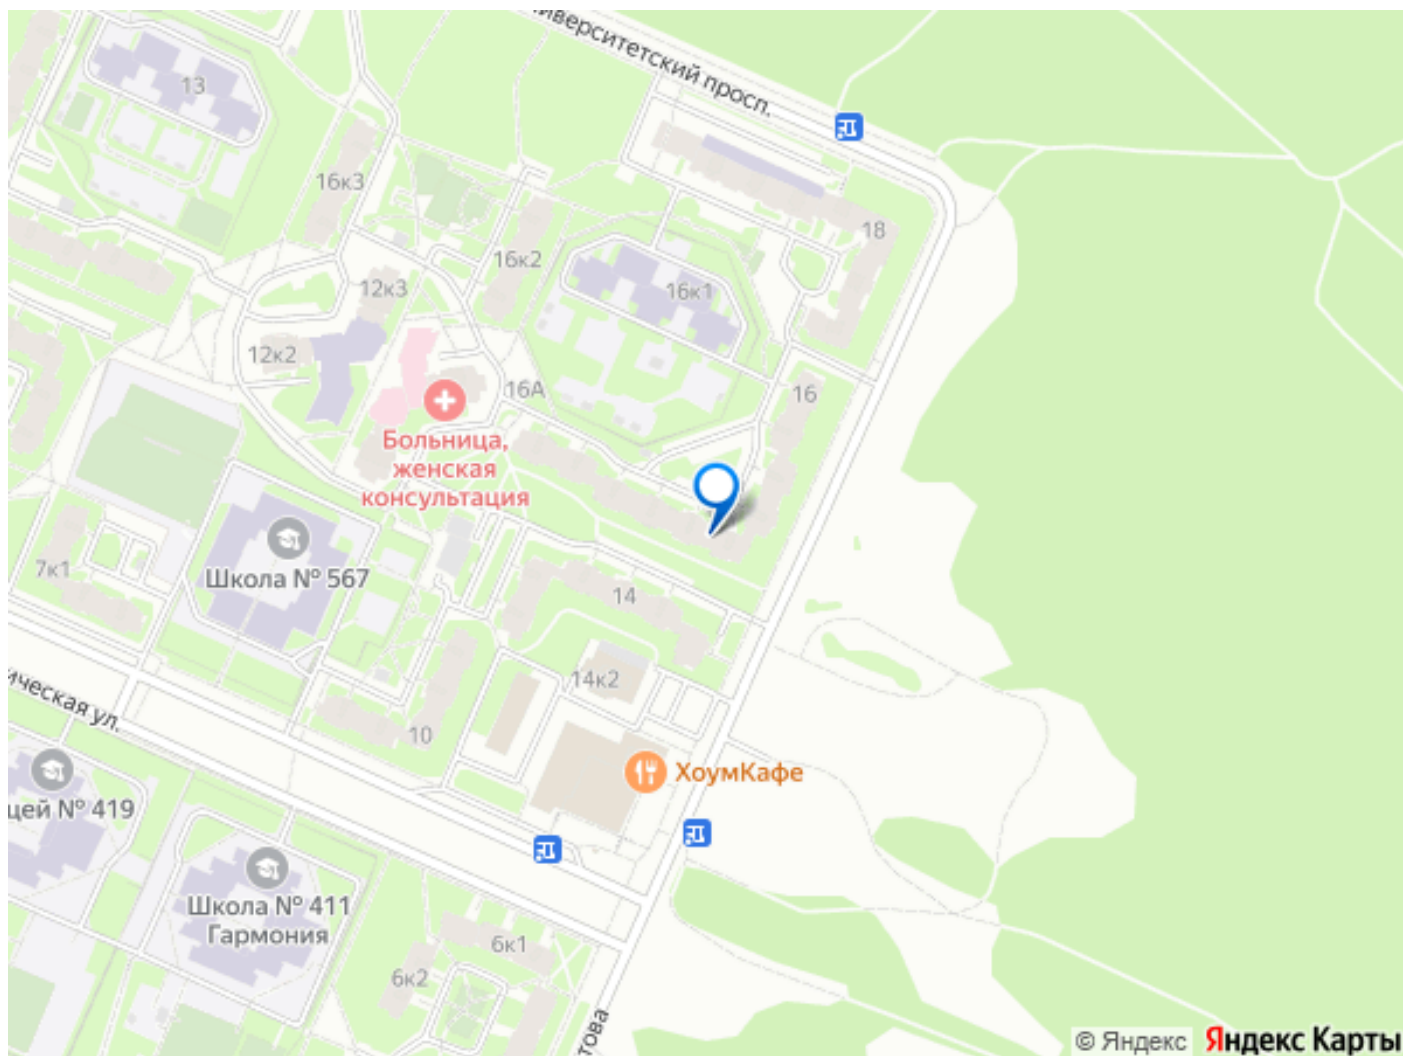 ниверситетский просп.
13
16к3
18
16к2
16к1
12к3
12к2
16А
16
Больница,
женская
консультация
7к1
Школа № 567
14
14к2
ическая ул.
10
ХоумКафе
цей № 419
Школа № 411
Гармония
6к1
6к2
това
© Яндекс Яндекс Карты